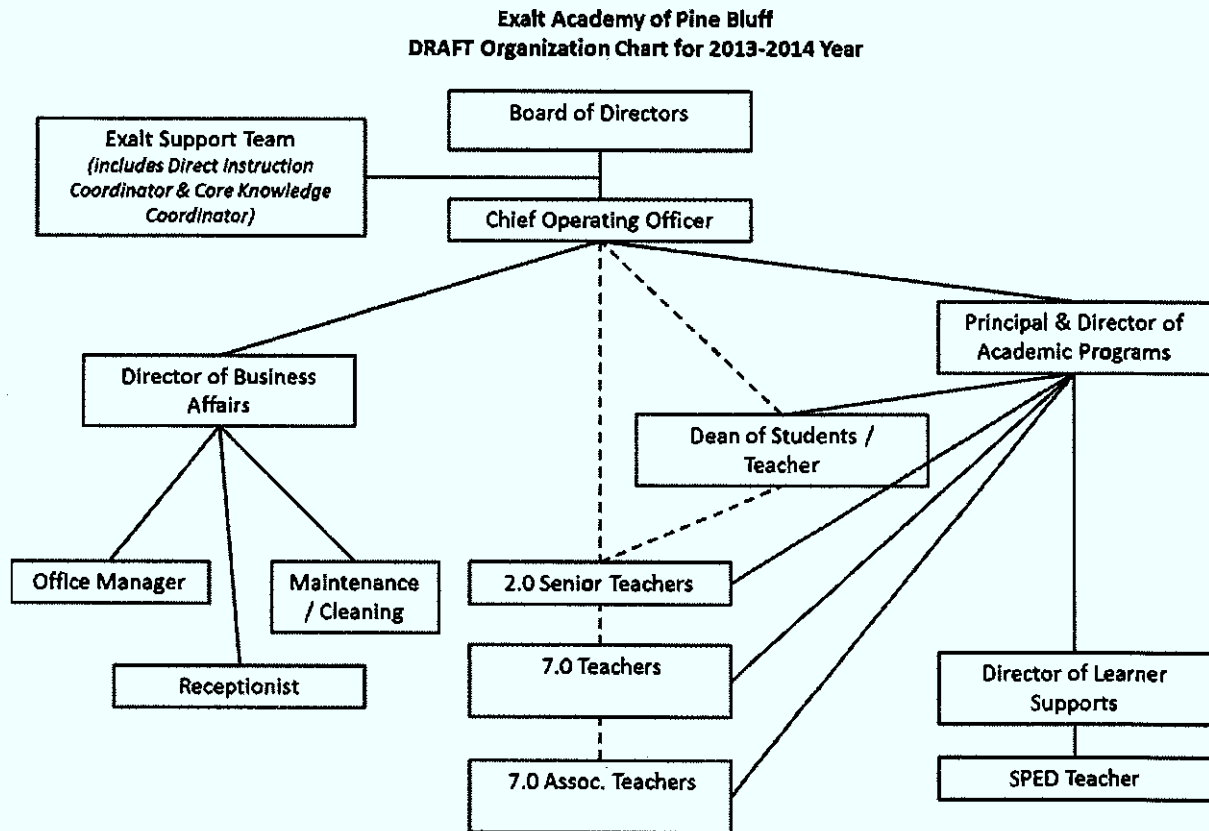 Exalt Academy of Pine Bluff
DRAFT Organization Chart for 2013-2014 Year
Board of Directors
Exalt Support Team
(includes Direct Instruction
Coordinator & Core Knowledge
Coordinator)
Chief Operating Officer
Principal & Director of
Academic Programs
Director of Business
Affairs
Dean of Students /
Teacher
Office Manager
Maintenance
/ Cleaning
2.0 Senior Teachers
Receptionist
7.0 Teachers
Director of Learner
Supports
7.0 Assoc. Teachers
SPED Teacher